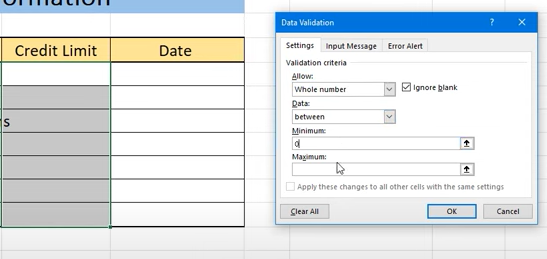 ormation
Credit Limit Date
s
Data Validation ? ×
Settings Input Message Error Alert
Validation criteria
Allow:
Whole number Ignore blank
Data:
between
Minimum:
0
Maximum:
Apply these changes to all other cells with the same settings
Clear All OK Cancel